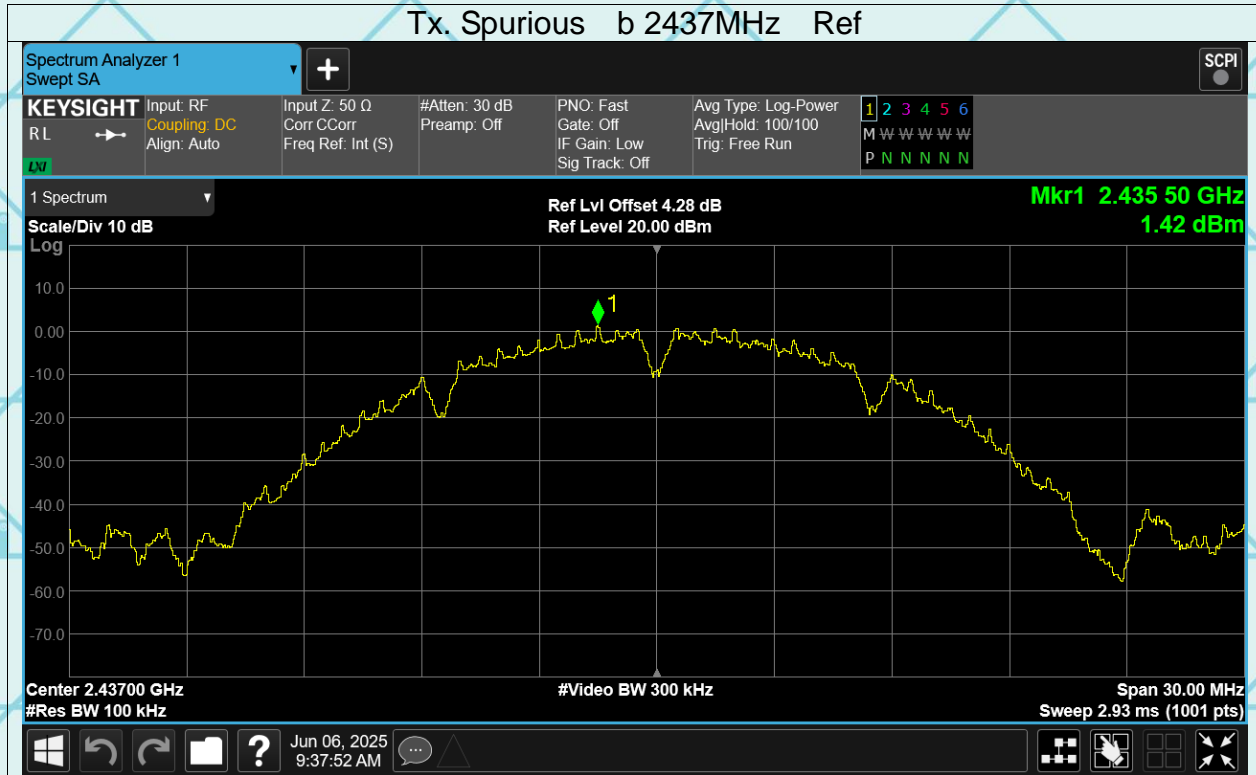 Tx. Spurious b 2437MHz Ref
Spectrum Analyzer 1
Swept SA
SCPI
KEYSIGHT
RL
LXI
Input: RF
Coupling: DC
Align: Auto
Input Z: 50 Ω
Corr CCorr
Freq Ref: Int (S)
#Atten: 30 dB
Preamp: Off
PNO: Fast
Gate: Off
IF Gain: Low
Sig Track: Off
Avg Type: Log-Power
Avg|Hold: 100/100
Trig: Free Run
1 2 3 4 5 6
M W W W W W
P N N N N N
1 Spectrum
Scale/Div 10 dB
Ref Lvl Offset 4.28 dB
Ref Level 20.00 dBm
Mkr1 2.435 50 GHz
1.42 dBm
Log
10.0
0.00
-10.0
-20.0
-30.0
-40.0
-50.0
-60.0
-70.0
1
Center 2.43700 GHz
#Res BW 100 kHz
#Video BW 300 kHz
Span 30.00 MHz
Sweep 2.93 ms (1001 pts)
?
Jun 06, 2025
9:37:52 AM